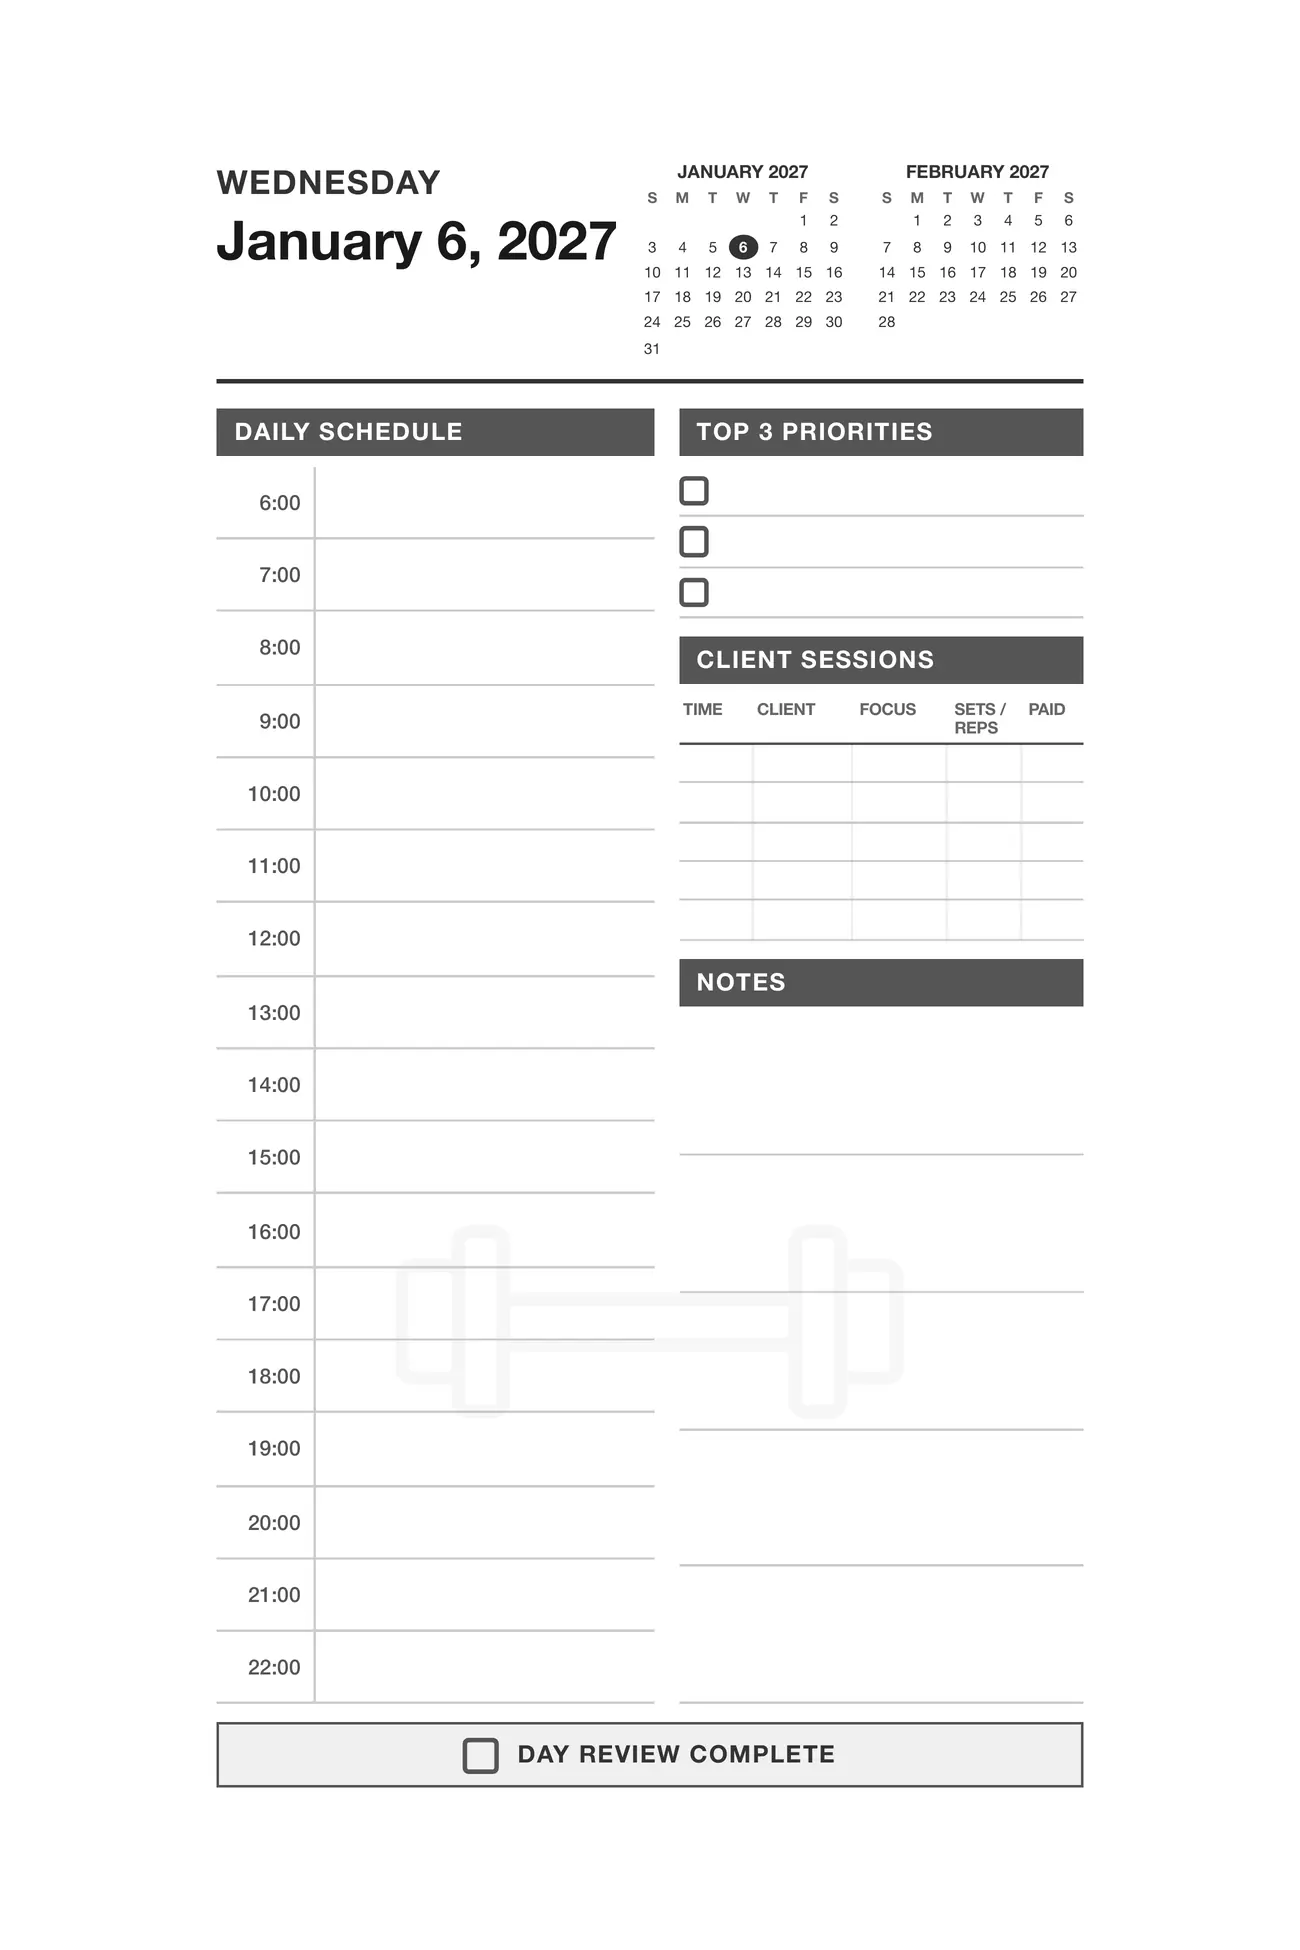 WEDNESDAY
January 6, 2027
JANUARY 2027
S M T W T F S
1 2
3 4 5 6 7 8 9
10 11 12 13 14 15 16
17 18 19 20 21 22 23
24 25 26 27 28 29 30
31
FEBRUARY 2027
S M T W T F S
1 2 3 4 5 6
7 8 9 10 11 12 13
14 15 16 17 18 19 20
21 22 23 24 25 26 27
28
DAILY SCHEDULE
6:00
7:00
8:00
9:00
10:00
11:00
12:00
13:00
14:00
15:00
16:00
17:00
18:00
19:00
20:00
21:00
22:00
TOP 3 PRIORITIES
CLIENT SESSIONS
TIME CLIENT FOCUS SETS / PAID
REPS
NOTES
DAY REVIEW COMPLETE